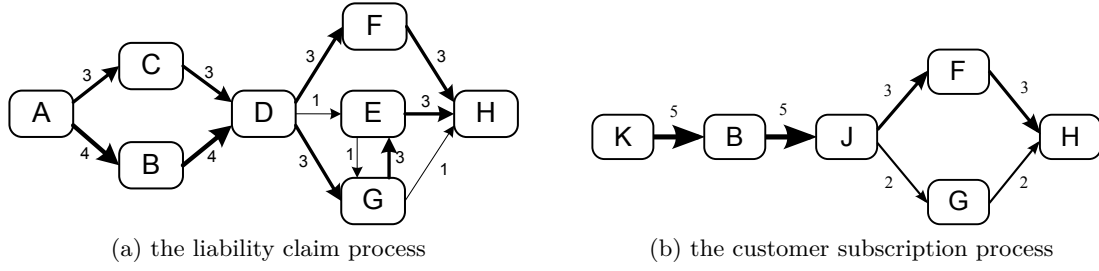 F
3
3
C
3
3
A
D
1
E
3
H
K
5
B
5
J
3
F
3
H
4
B
4
3
1
3
G
1
2
G
2
(a) the liability claim process
(b) the customer subscription process